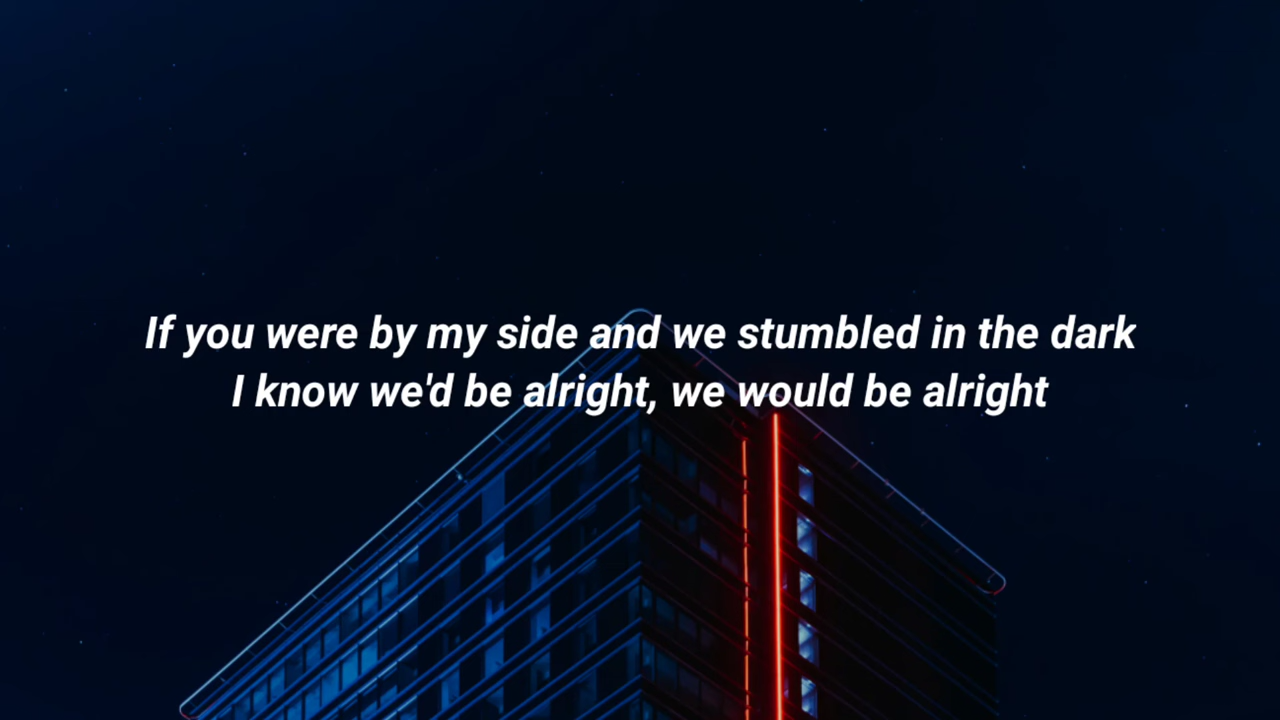 If you were by my side and we stumbled in the dark
I know we'd be alright, we would be alright